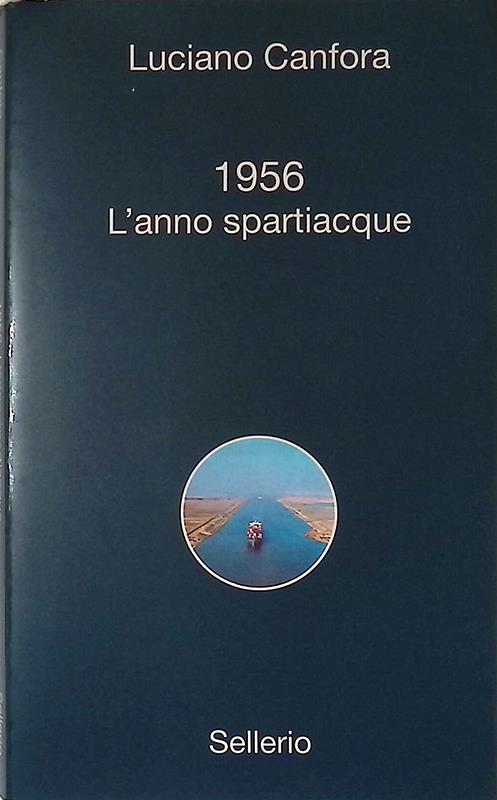 Luciano Canfora
1956
L'anno spartiacque
Sellerio